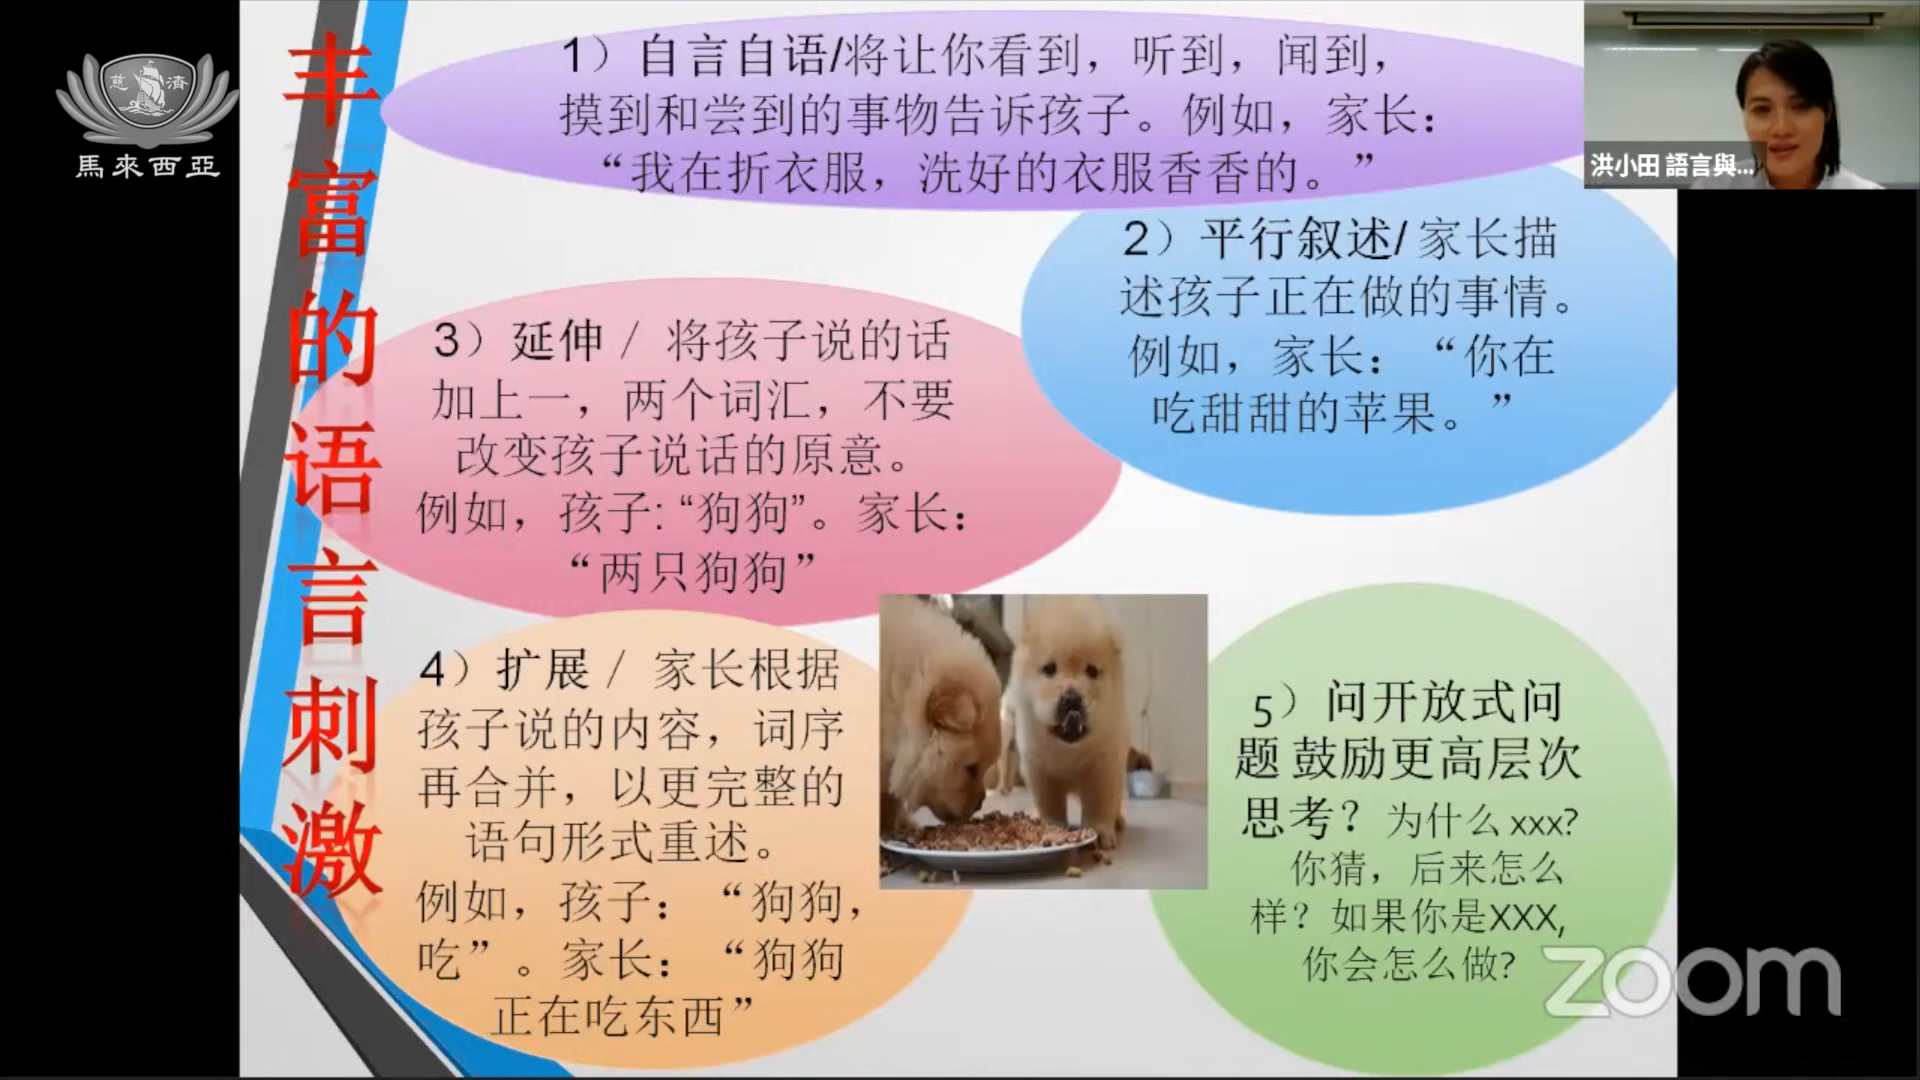 慈濟
馬來西亞
丰富的语言刺激
1）自言自语/将让你看到，听到，闻到，
摸到和尝到的事物告诉孩子。例如，家长：
“我在折衣服，洗好的衣服香香的。”
洪小田 語言與...
2）平行叙述/ 家长描
述孩子正在做的事情。
例如，家长：“你在
吃甜甜的苹果。”
3）延伸 / 将孩子说的话
加上一，两个词汇，不要
改变孩子说话的原意。
例如，孩子: “狗狗”。家长：
“两只狗狗”
4）扩展 / 家长根据
孩子说的内容，词序
再合并，以更完整的
语句形式重述。
例如，孩子：“狗狗，
吃”。家长：“狗狗
正在吃东西”
5）问开放式问
题 鼓励更高层次
思考？为什么 xxx?
你猜，后来怎么
样？如果你是XXX,
你会怎么做?
zoom